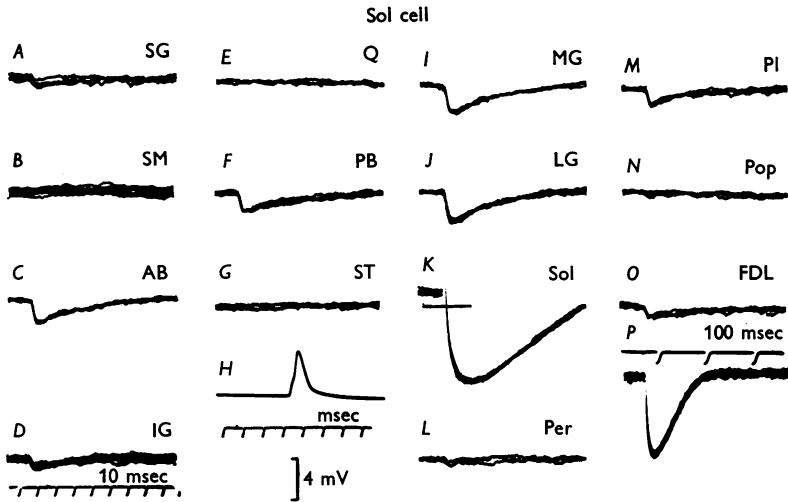 Sol cell
A SG
E Q
I MG
M Pl
B SM
F PB
J LG
N Pop
C AB
G ST
K Sol
O FDL
H
P 100 msec
msec
D IG
L Per
10 msec
4 mV